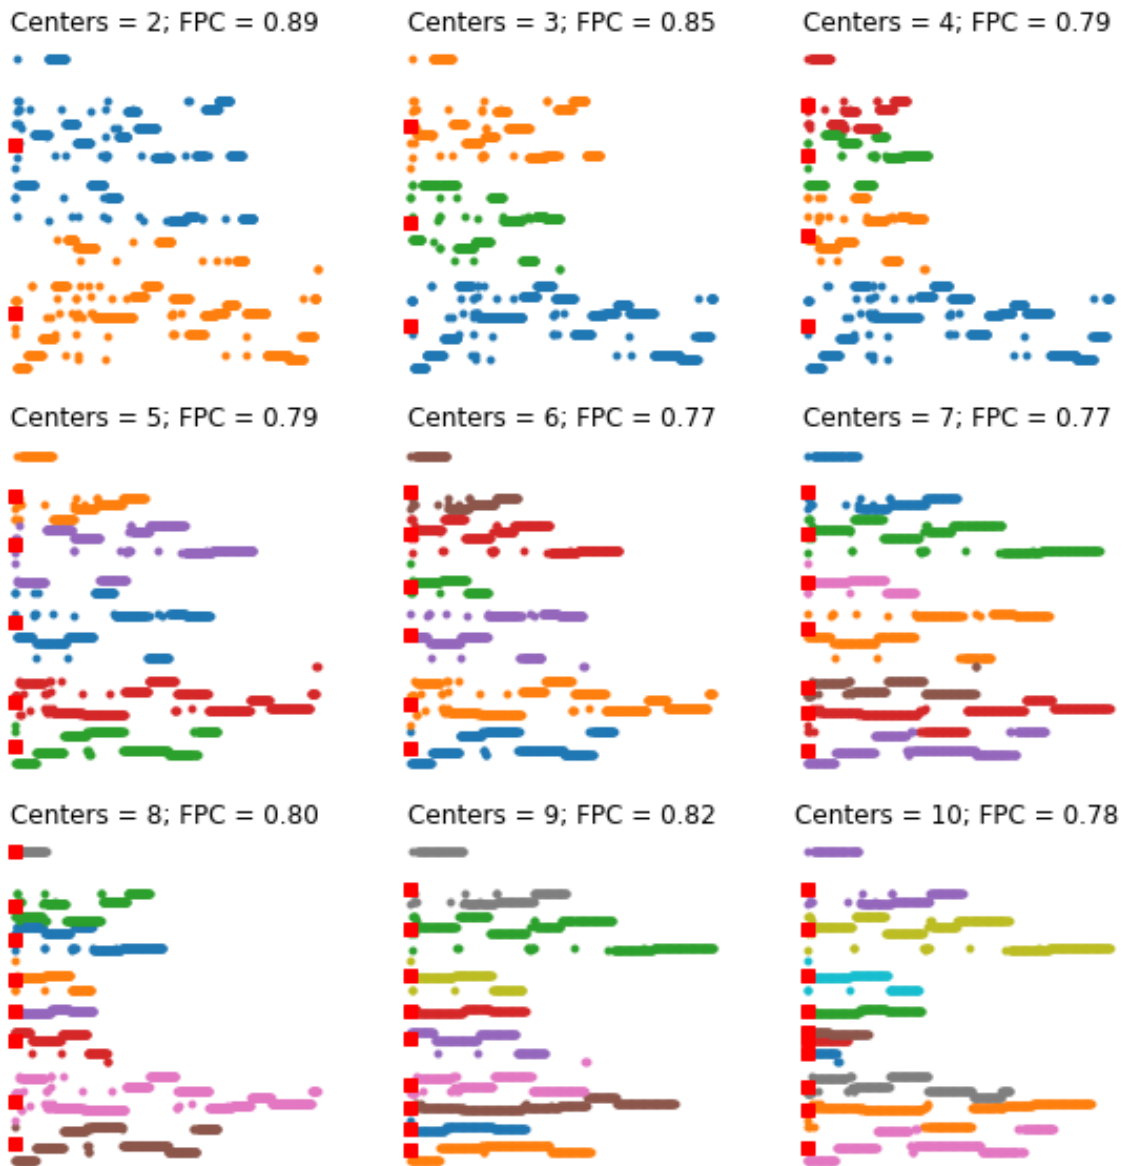 Centers = 2; FPC = 0.89
Centers = 3; FPC = 0.85
Centers = 4; FPC = 0.79
Centers = 5; FPC = 0.79
Centers = 6; FPC = 0.77
Centers = 7; FPC = 0.77
Centers = 8; FPC = 0.80
Centers = 9; FPC = 0.82
Centers = 10; FPC = 0.78